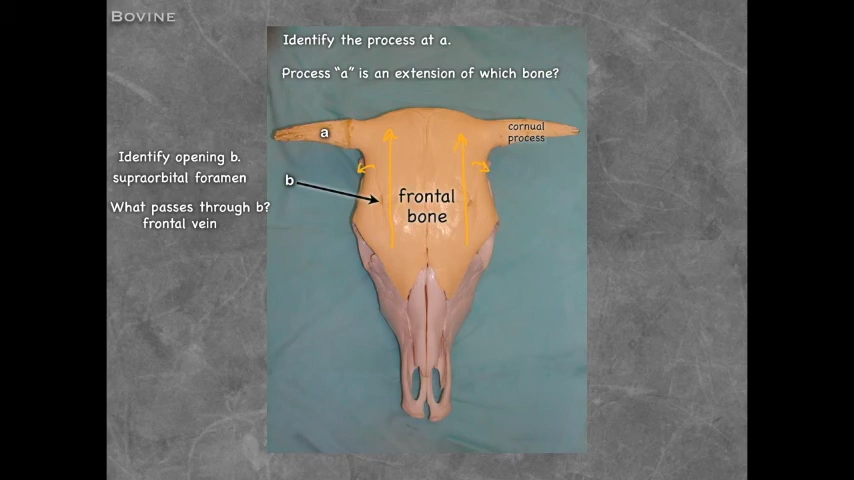 Bovine
Identify the process at a.
Process "a" is an extension of which bone?
a
cornual
process
Identify opening b.
supraorbital foramen
b
What passes through b?
frontal vein
frontal
bone